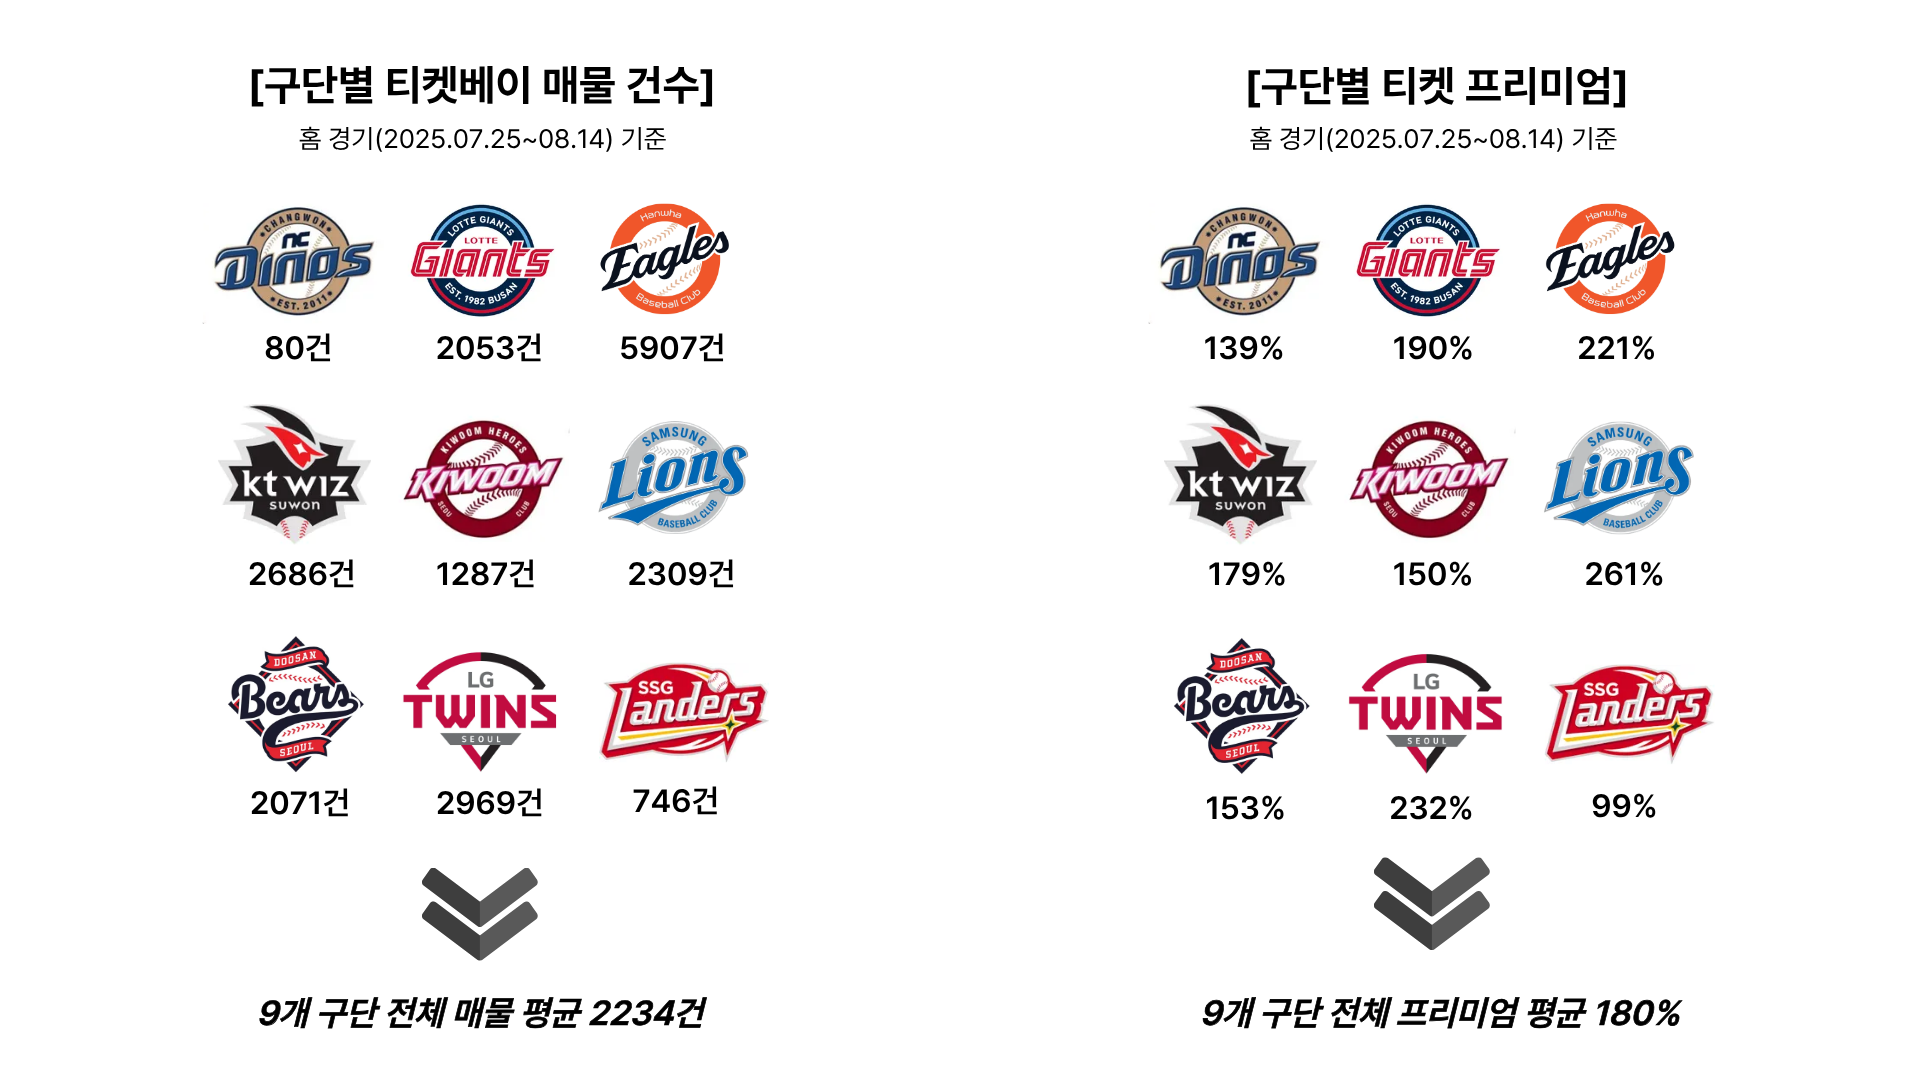 [구단별 티켓베이 매물 건수]
홈 경기(2025.07.25~08.14) 기준
CHANGWON
NC
DINOS
EST. 2011
LOTTE GIANTS
LOTTE
Giants
EST. 1982 BUSAN
Hanwha
Eagles
Baseball Club
80건
2053건
5907건
kt wiz
suwon
KIWOOM HEROES
KIWOOM
SEOUL
CLUB
SAMSUNG
Lions
BASEBALL CLUB
2686건
1287건
2309건
DOOSAN
Bears
SEOUL
LG
TWINS
SEOUL
SSG
Landers
2071건
2969건
746건
9개 구단 전체 매물 평균 2234건
[구단별 티켓 프리미엄]
홈 경기(2025.07.25~08.14) 기준
CHANGWON
NC
DINOS
EST. 2011
LOTTE GIANTS
LOTTE
Giants
EST. 1982 BUSAN
Hanwha
Eagles
Baseball Club
139%
190%
221%
kt wiz
suwon
KIWOOM HEROES
KIWOOM
SEOUL
CLUB
SAMSUNG
Lions
BASEBALL CLUB
179%
150%
261%
DOOSAN
Bears
SEOUL
LG
TWINS
SEOUL
SSG
Landers
153%
232%
99%
9개 구단 전체 프리미엄 평균 180%